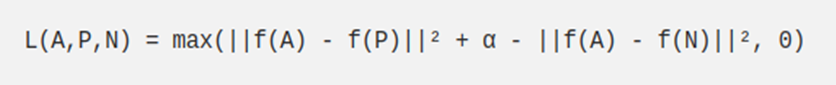 L(A,P,N) = max(||f(A) - f(P)||² + α - ||f(A) - f(N)||², 0)